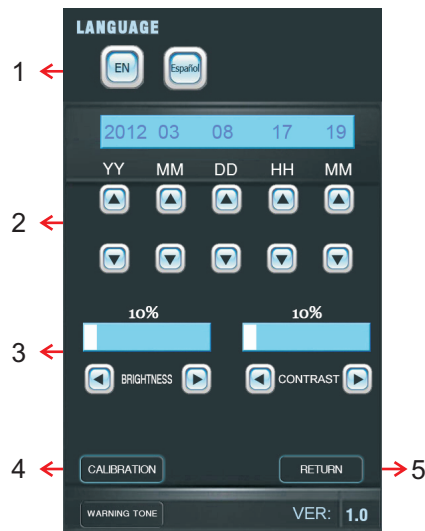 LANGUAGE
1 EN Español
2012 03 08 17 19
YY MM DD HH MM
2
10% 10%
3
BRIGHTNESS CONTRAST
4 CALIBRATION RETURN 5
WARNING TONE VER: 1.0